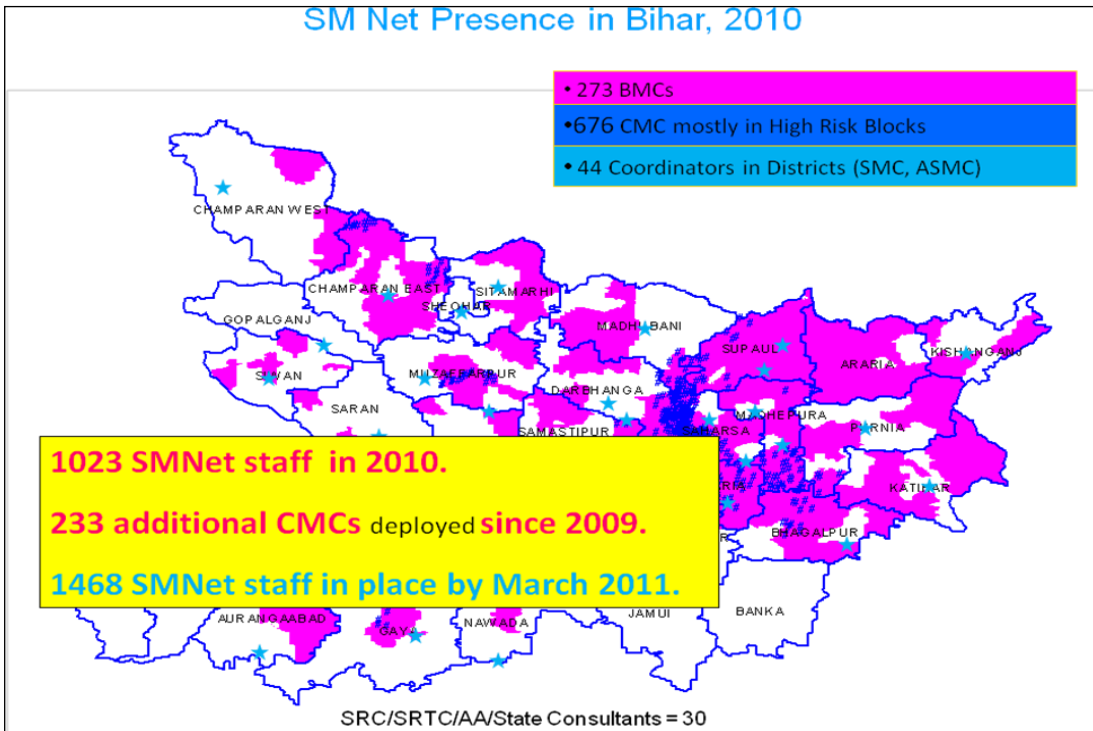 SM Net Presence in Bihar, 2010
• 273 BMCs
•676 CMC mostly in High Risk Blocks
• 44 Coordinators in Districts (SMC, ASMC)
CHAMPARAN WEST
CHAMPARAN EAST
SITAMARHI
SHEOHAR
GOPALGANJ
MADHUBANI
SUPAUL
ARARIA
KISHANGANJ
SIWAN
MUZAFFARPUR
DARBHANGA
SARAN
MADHEPURA
SAMASTIPUR
SAHARSA
PURNIA
1023 SMNet staff in 2010.
233 additional CMCs deployed since 2009.
1468 SMNet staff in place by March 2011.
KATIHAR
BHAGALPUR
JAMUI
BANKA
AURANGAABAD
GAYA
NAWADA
SRC/SRTC/AA/State Consultants = 30